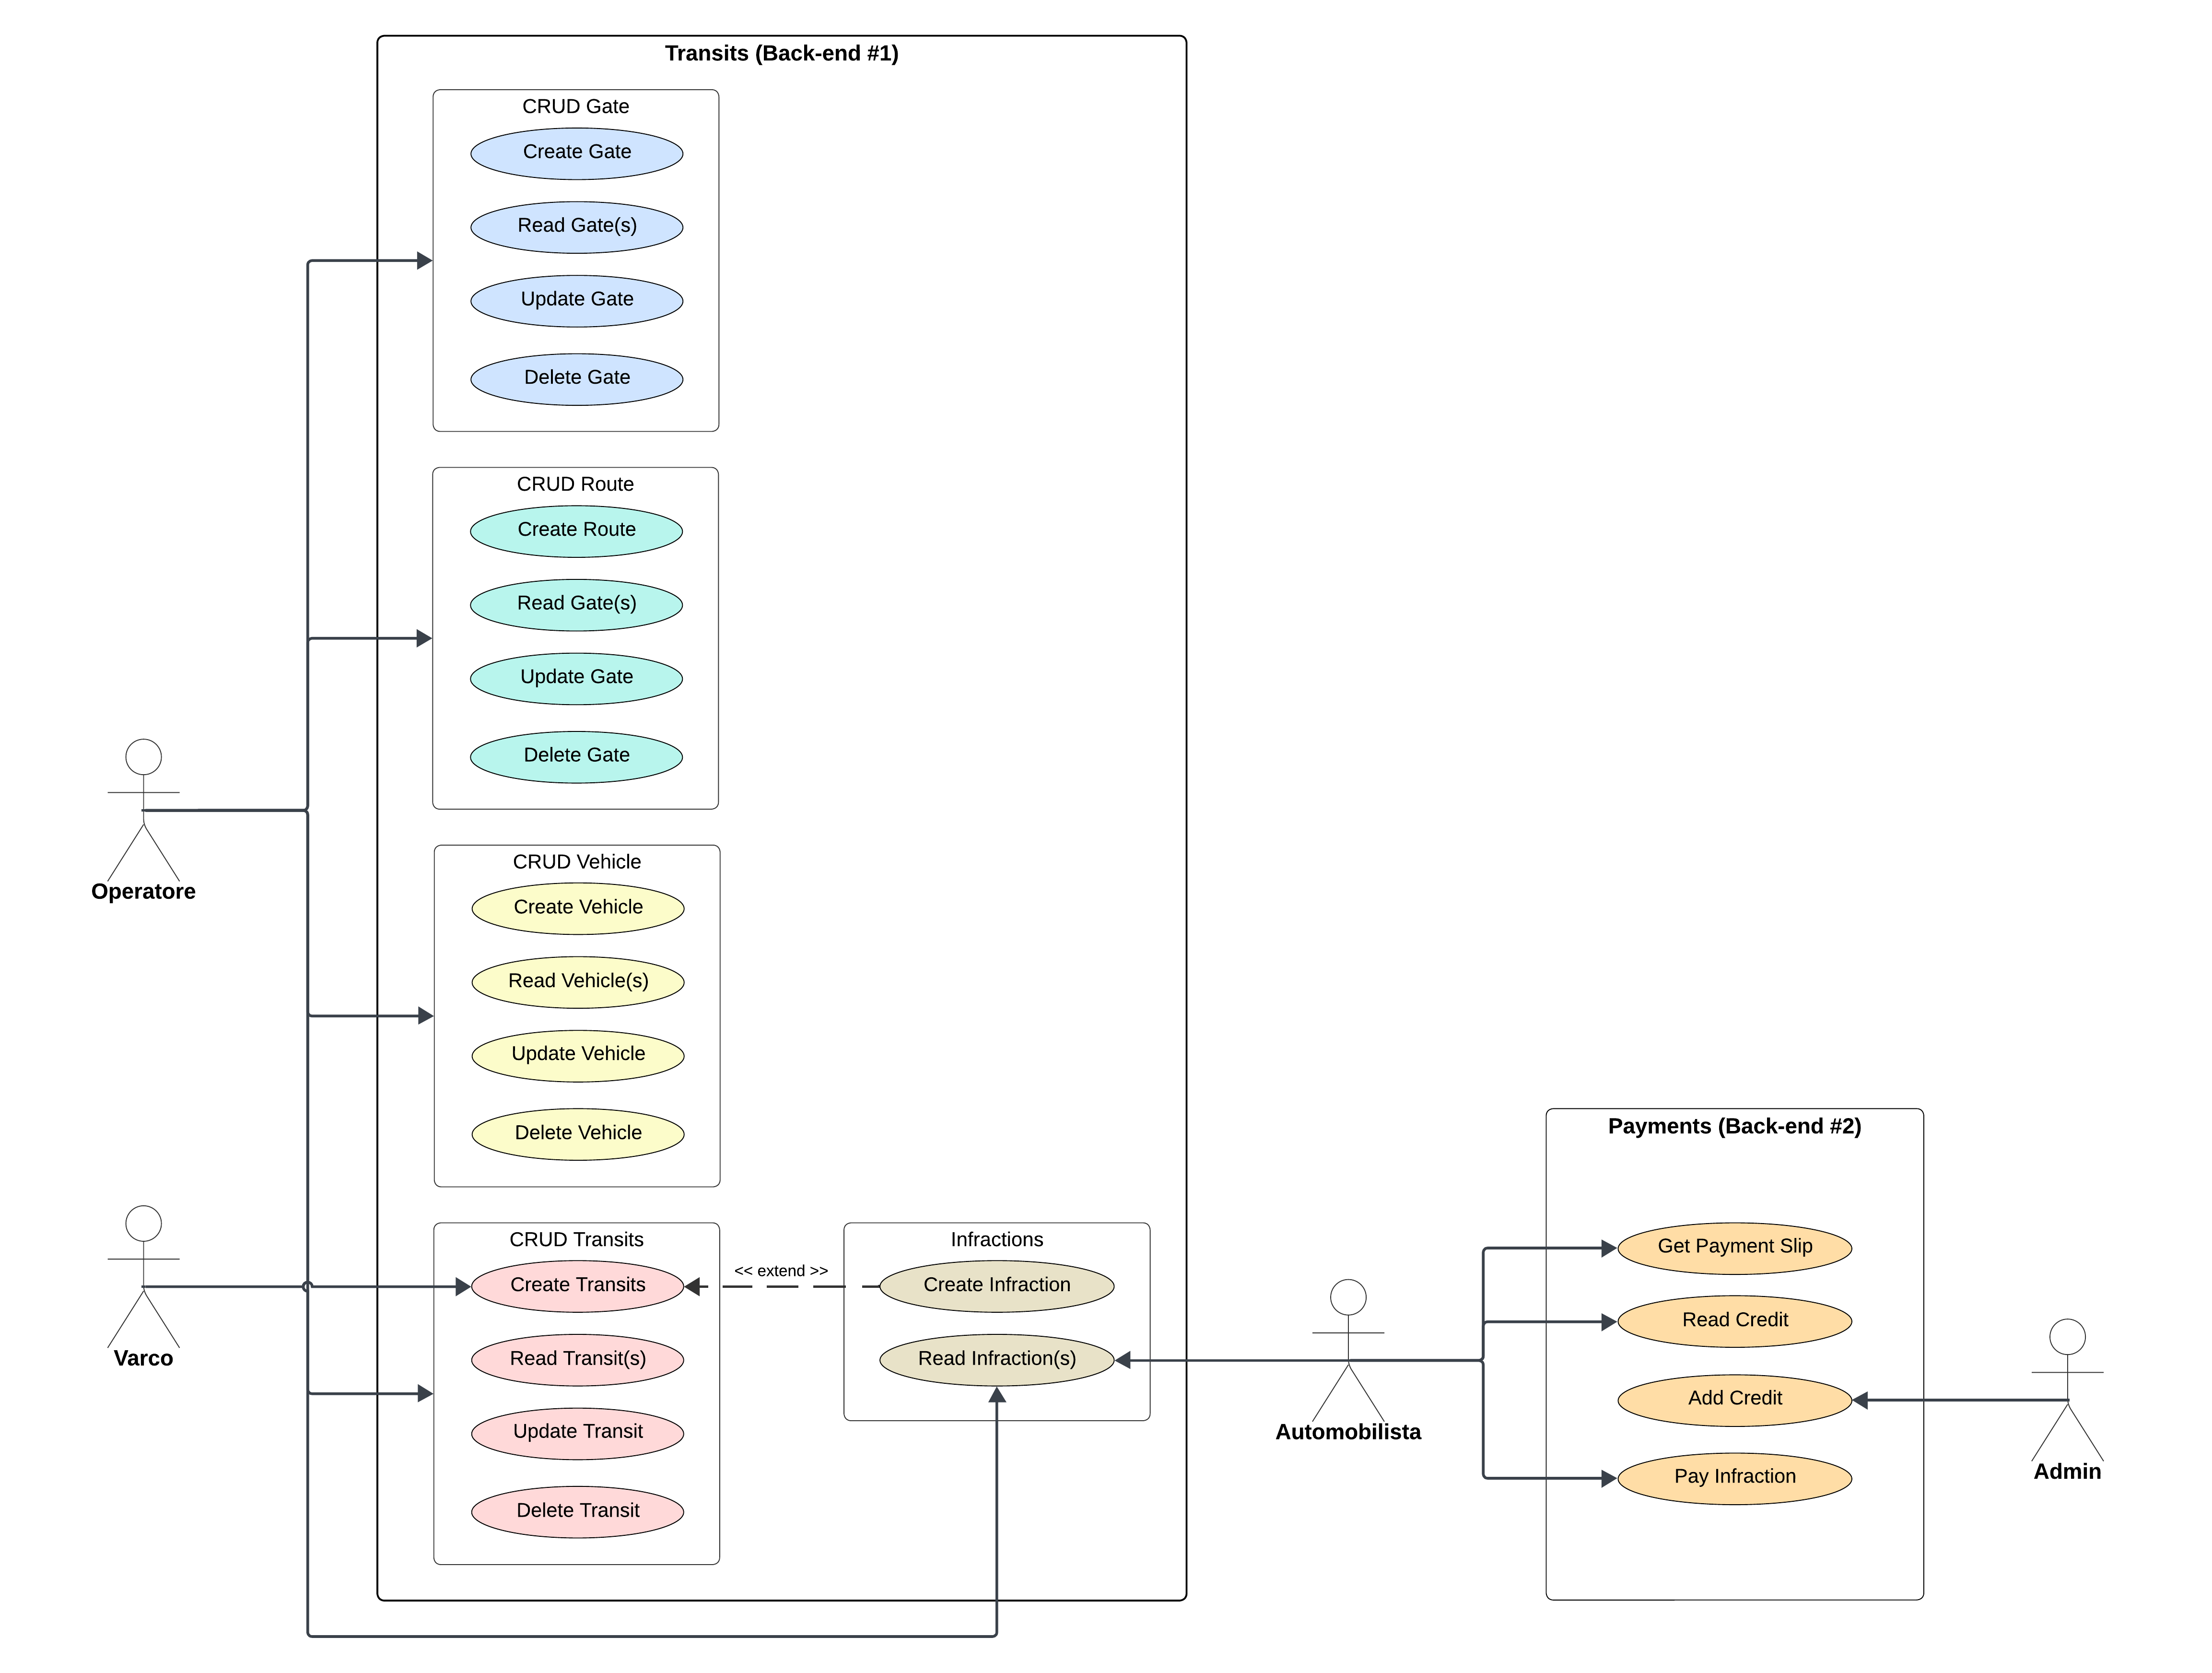 Transits (Back-end #1)
CRUD Gate
Create Gate
Read Gate(s)
Update Gate
Delete Gate
CRUD Route
Create Route
Read Gate(s)
Update Gate
Delete Gate
Operatore
CRUD Vehicle
Create Vehicle
Read Vehicle(s)
Update Vehicle
Delete Vehicle
Varco
CRUD Transits
Create Transits
Read Transit(s)
Update Transit
Delete Transit
<< extend >>
Infractions
Create Infraction
Read Infraction(s)
Automobilista
Payments (Back-end #2)
Get Payment Slip
Read Credit
Add Credit
Pay Infraction
Admin